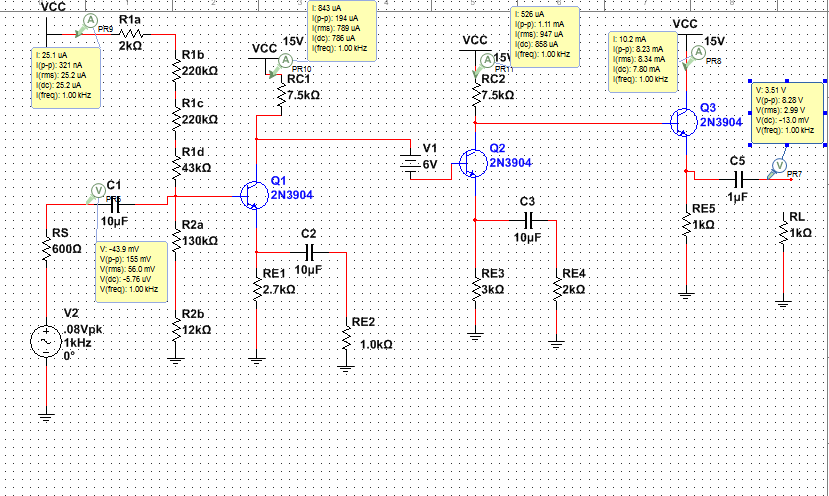 VCC
PR9
R1a
2kΩ
I: 25.1 uA
I(p-p): 321 nA
I(rms): 25.2 uA
I(dc): 25.2 uA
I(freq): 1.00 kHz
R1b
220kΩ
R1c
220kΩ
R1d
43kΩ
R2a
130kΩ
R2b
12kΩ
C1
10µF
RS
600Ω
V: -43.9 mV
V(p-p): 155 mV
V(rms): 56.0 mV
V(dc): -5.76 uV
V(freq): 1.00 kHz
V2
.08Vpk
1kHz
0°
I: 843 uA
I(p-p): 194 uA
I(rms): 789 uA
I(dc): 786 uA
I(freq): 1.00 kHz
VCC
15V
PR10
RC1
7.5kΩ
Q1
2N3904
C2
10µF
RE1
2.7kΩ
RE2
1.0kΩ
V1
6V
I: 526 uA
I(p-p): 1.11 mA
I(rms): 947 uA
I(dc): 858 uA
I(freq): 1.00 kHz
VCC
15V
PR11
RC2
7.5kΩ
Q2
2N3904
C3
10µF
RE3
3kΩ
RE4
2kΩ
I: 10.2 mA
I(p-p): 8.23 mA
I(rms): 8.34 mA
I(dc): 7.80 mA
I(freq): 1.00 kHz
VCC
15V
PR8
Q3
2N3904
V: 3.51 V
V(p-p): 8.28 V
V(rms): 2.99 V
V(dc): -13.0 mV
V(freq): 1.00 kHz
C5
1µF
PR7
RE5
1kΩ
RL
1kΩ